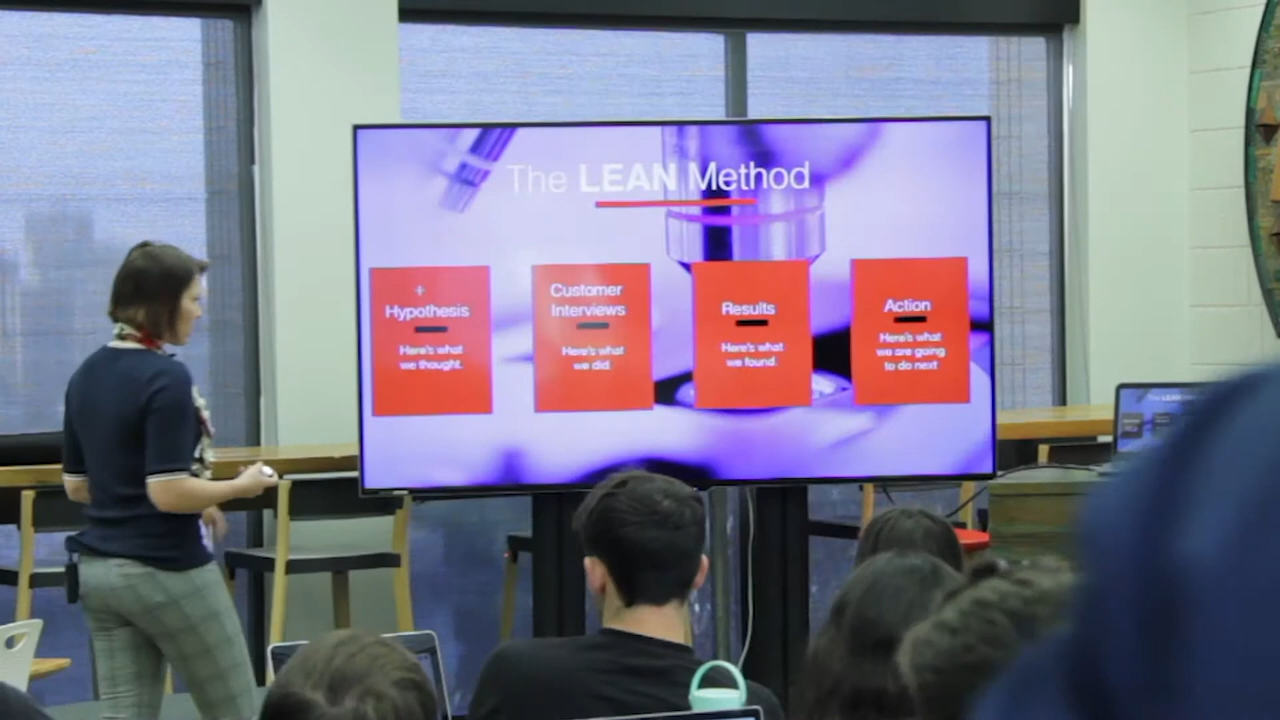 The LEAN Method
Hypothesis
Here's what
we thought.
Customer
Interviews
Here's what
we did.
Results
Here's what
we found.
Action
Here's what
we are going
to do next